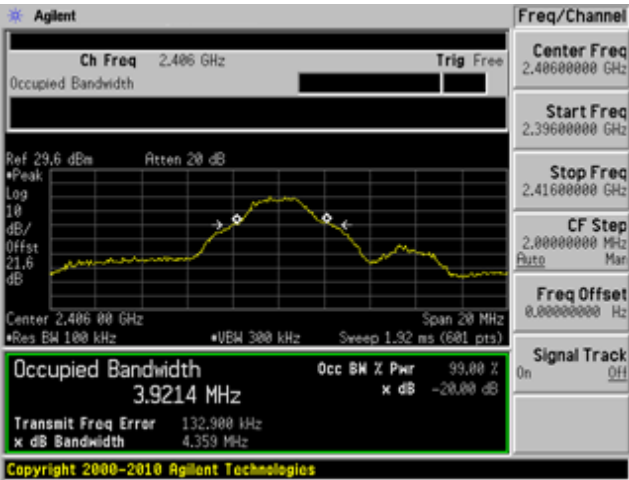 Agilent
Freq/Channel
Ch Freq 2.406 GHz Trig Free
Occupied Bandwidth
Center Freq
2.40600000 GHz
Start Freq
2.39600000 GHz
Stop Freq
2.41600000 GHz
CF Step
2.00000000 MHz
Auto Man
Freq Offset
0.00000000 Hz
Signal Track
On Off
Ref 29.6 dBm Atten 20 dB
•Peak
Log
10
dB/
Offst
21.6
dB
Center 2.406 00 GHz Span 20 MHz
•Res BW 100 kHz •VBW 300 kHz Sweep 1.92 ms (601 pts)
Occupied Bandwidth Occ BW % Pwr 99.00 %
3.9214 MHz x dB -20.00 dB
Transmit Freq Error 132.900 kHz
x dB Bandwidth 4.359 MHz
Copyright 2000-2010 Agilent Technologies